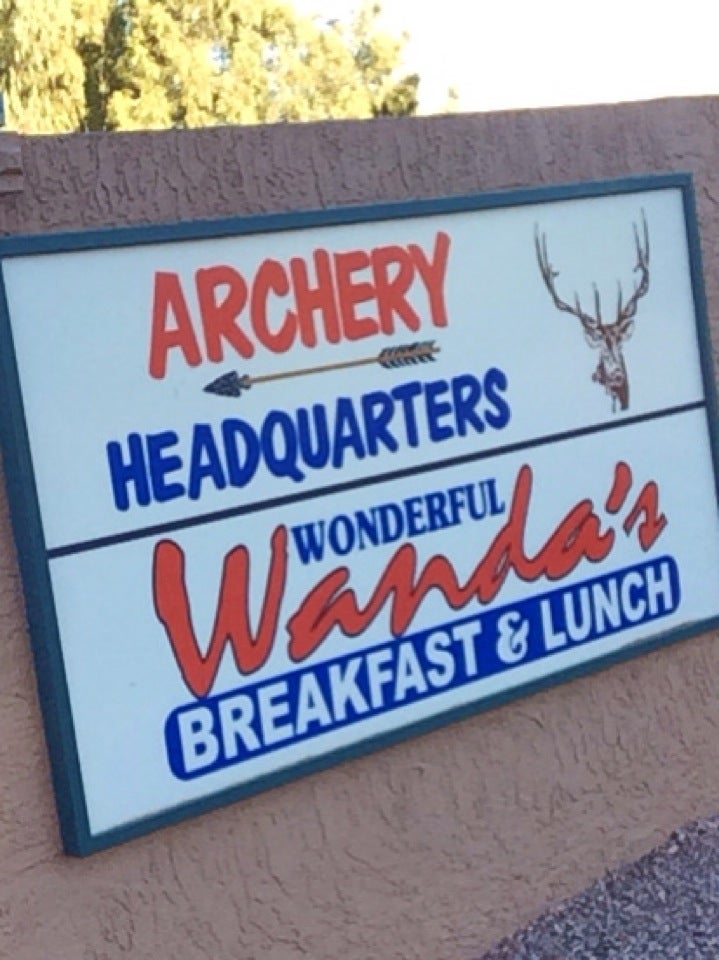 ARCHERY
HEADQUARTERS
WONDERFUL
Wanda's
BREAKFAST & LUNCH